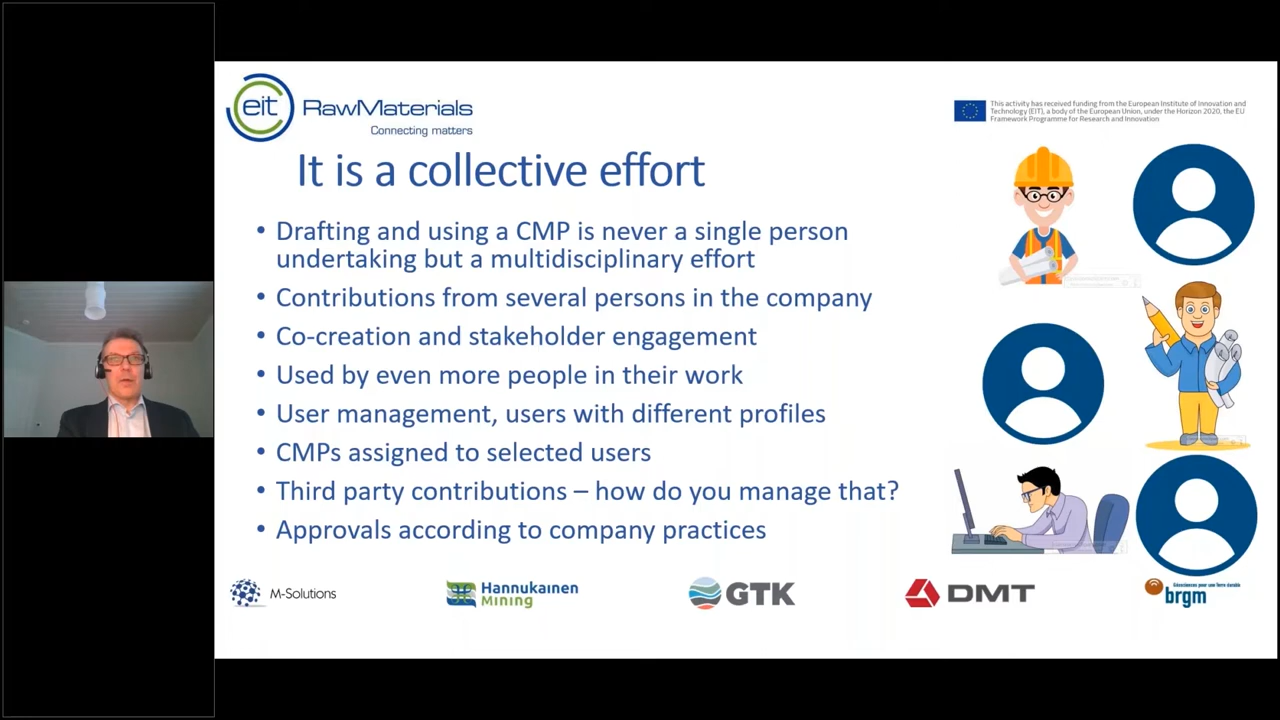 eit RawMaterials
Connecting matters
This activity has received funding from the European Institute of Innovation and
Technology (EIT), a body of the European Union, under the Horizon 2020, the EU
Framework Programme for Research and Innovation
It is a collective effort
• Drafting and using a CMP is never a single person
undertaking but a multidisciplinary effort
• Contributions from several persons in the company
• Co-creation and stakeholder engagement
• Used by even more people in their work
• User management, users with different profiles
• CMPs assigned to selected users
• Third party contributions – how do you manage that?
• Approvals according to company practices
M-Solutions
Hannukainen
Mining
GTK
DMT
Géosciences pour une Terre durable
brgm